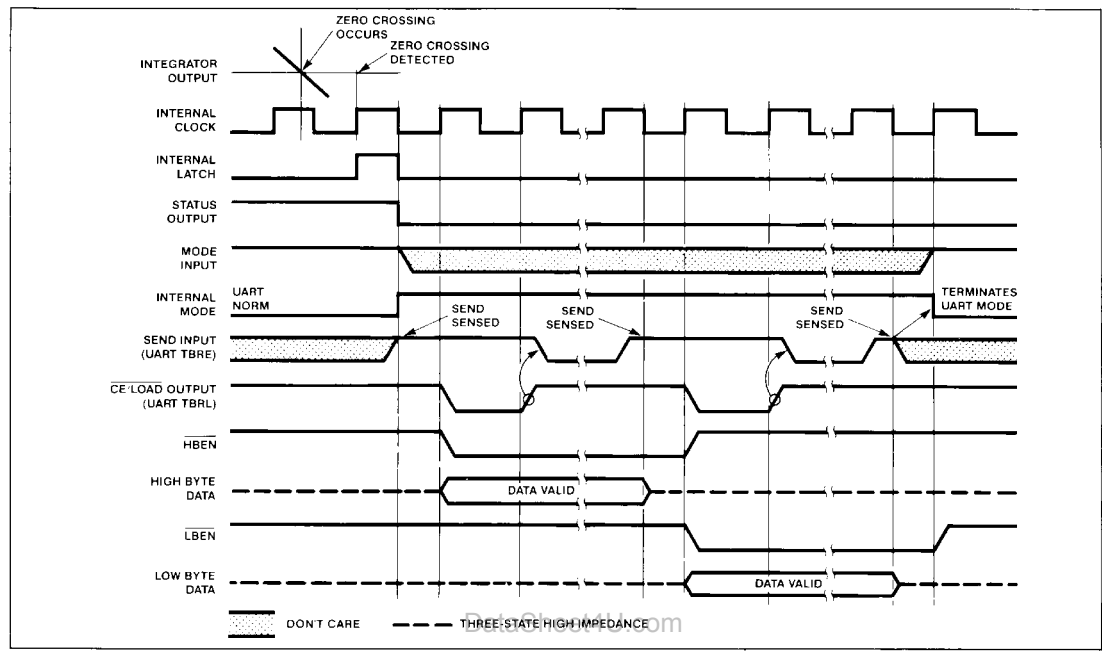 ZERO CROSSING
OCCURS
ZERO CROSSING
DETECTED
INTEGRATOR
OUTPUT
INTERNAL
CLOCK
INTERNAL
LATCH
STATUS
OUTPUT
MODE
INPUT
INTERNAL
MODE
UART
NORM
SEND
SENSED
SEND
SENSED
SEND
SENSED
TERMINATES
UART MODE
SEND INPUT
(UART TBRE)
CE/LOAD OUTPUT
(UART TBRL)
HBEN
HIGH BYTE
DATA
DATA VALID
LBEN
LOW BYTE
DATA
DATA VALID
DON'T CARE
THREE-STATE HIGH IMPEDANCE
DataSheet4U.com